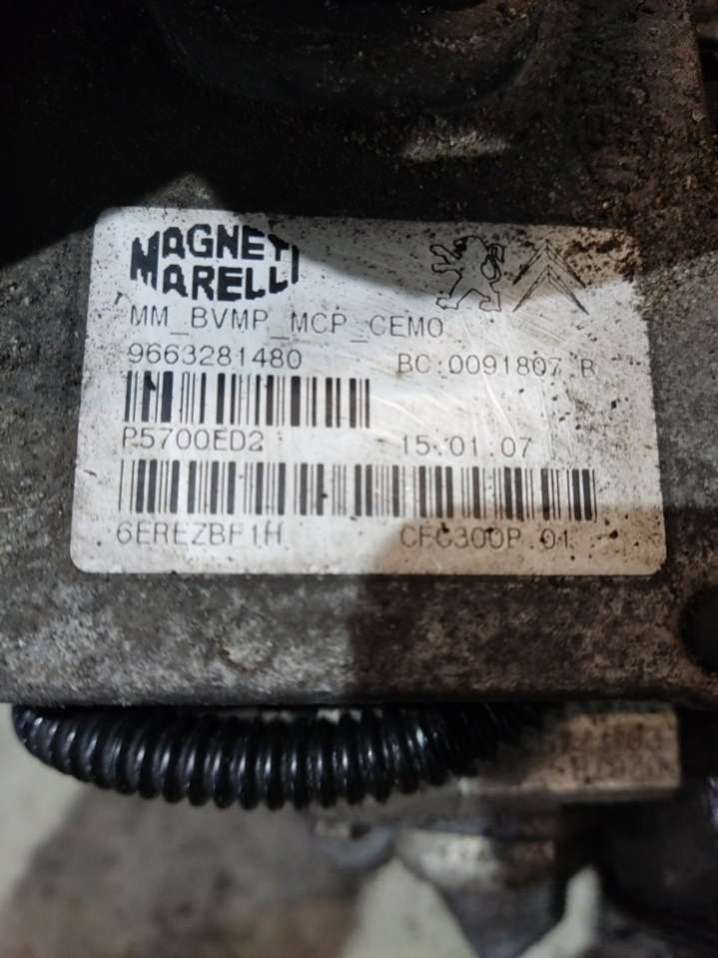 MAGNETI
MARELLI
MM_BVMP_MCP_CEMO
9663281480 BC:0091807 B
P5700ED2 15.01.07
6EREZBF1H CFC300P.01